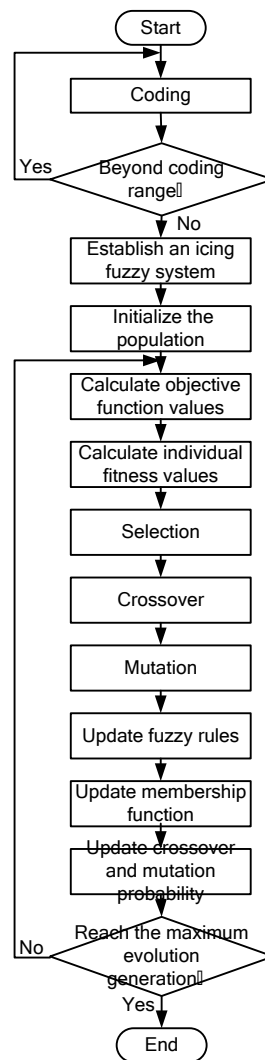 Start
Coding
Beyond coding
range
Yes
No
Establish an icing
fuzzy system
Initialize the
population
Calculate objective
function values
Calculate individual
fitness values
Selection
Crossover
Mutation
Update fuzzy rules
Update membership
function
Update crossover
and mutation
probability
Reach the maximum
evolution
generation
No
Yes
End